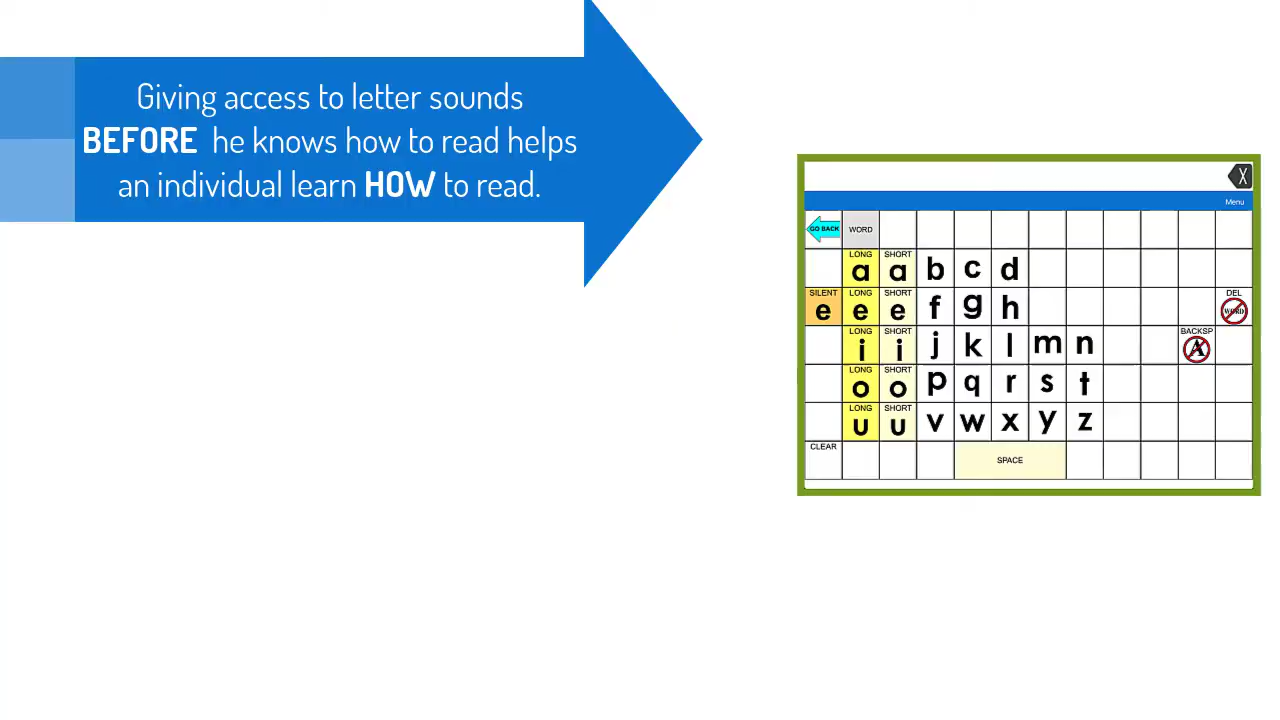 Giving access to letter sounds
BEFORE he knows how to read helps
an individual learn HOW to read.
X
Menu
GO BACK WORD
LONG SHORT
a a b c d
SILENT LONG SHORT DEL
e e e f g h WORD
LONG SHORT BACKSP
i i j k l m n A
LONG SHORT
o o p q r s t
LONG SHORT
u u v w x y z
CLEAR
SPACE